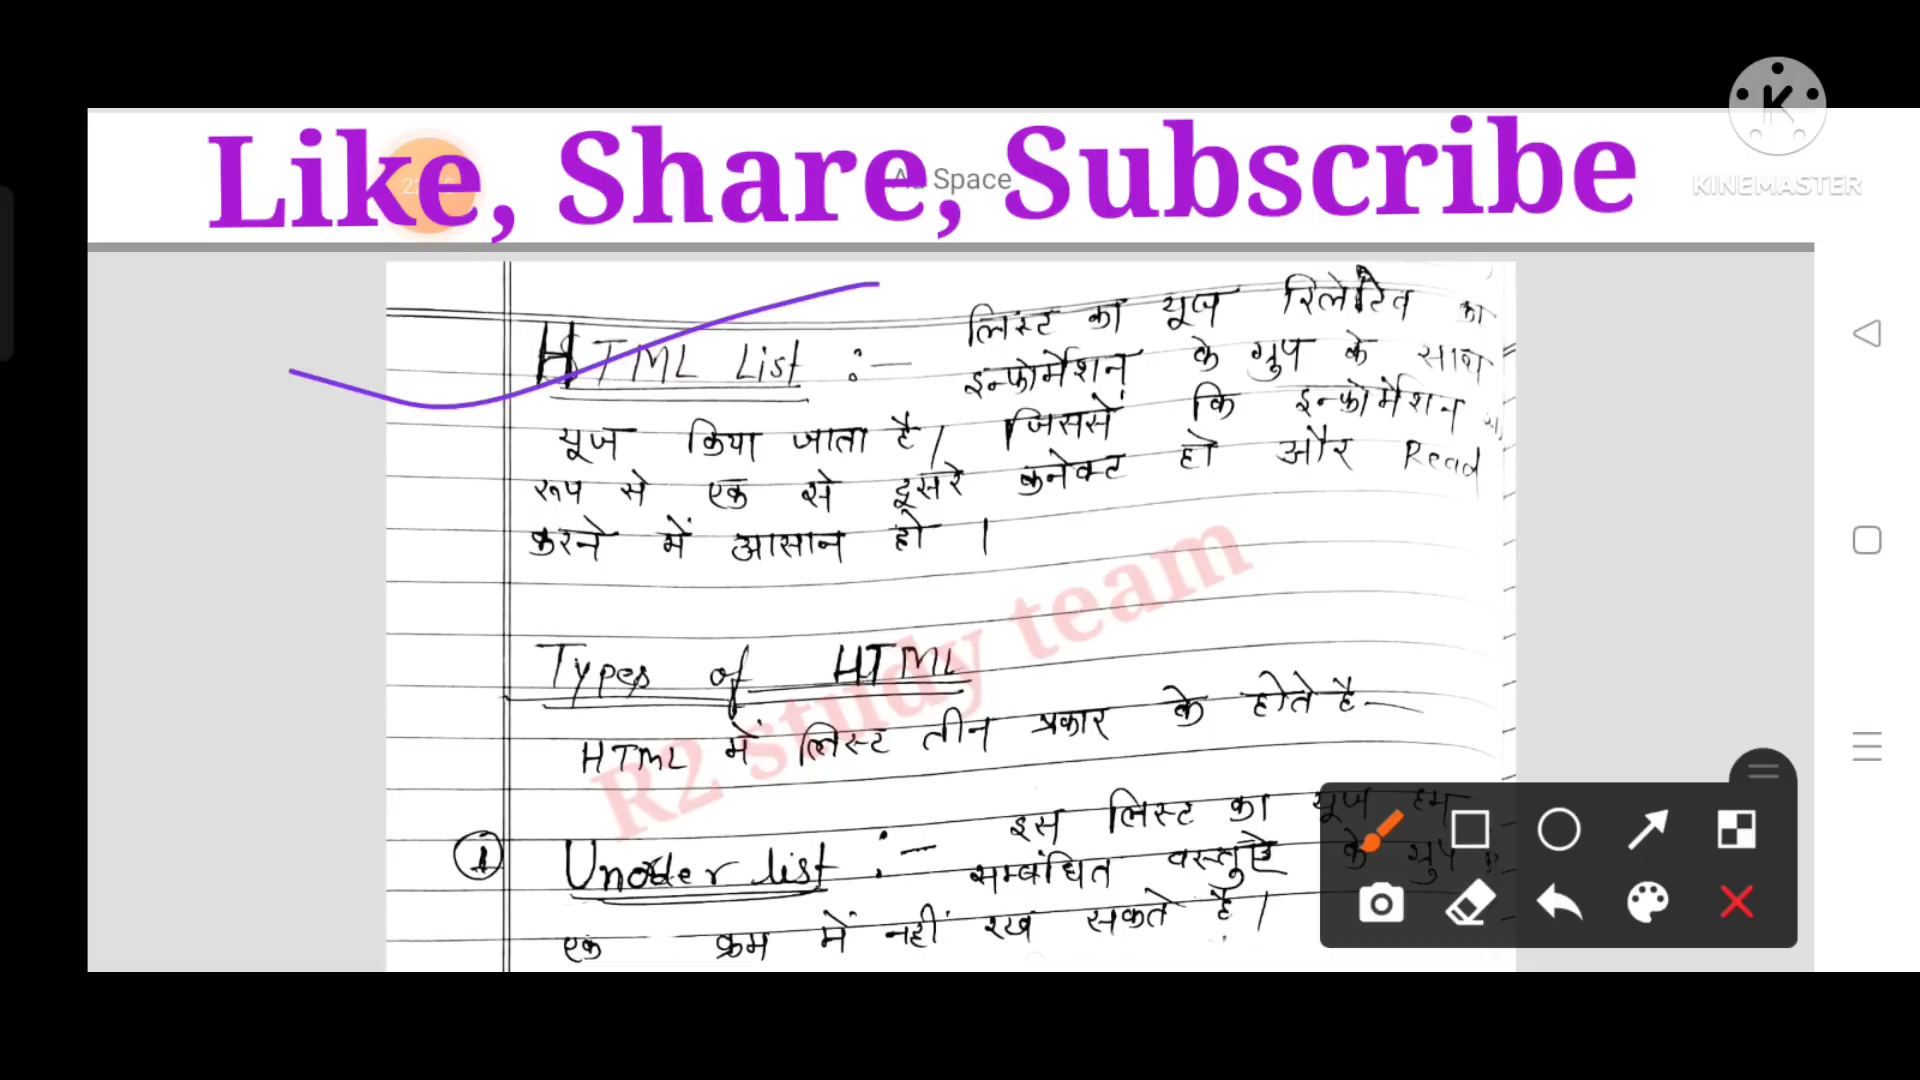 KINEMASTER
Like, Share, Subscribe
Space
लिस्ट का यूज रिलेटिव का
HTML List :- इन्फोर्मेशन के ग्रुप के साथ
यूज किया जाता है। जिससे कि इन्फोर्मेशन
रूप से एक से दूसरे कनेक्ट हो और Read
करने में आसान हो ।
Types of HTML
HTML में लिस्ट तीन प्रकार के होते है—
R2 study team
इस लिस्ट का यूज हम
① Unorder list :- सम्बंधित वस्तुए के ग्रुप
एक क्रम में नहीं रख सकते है।